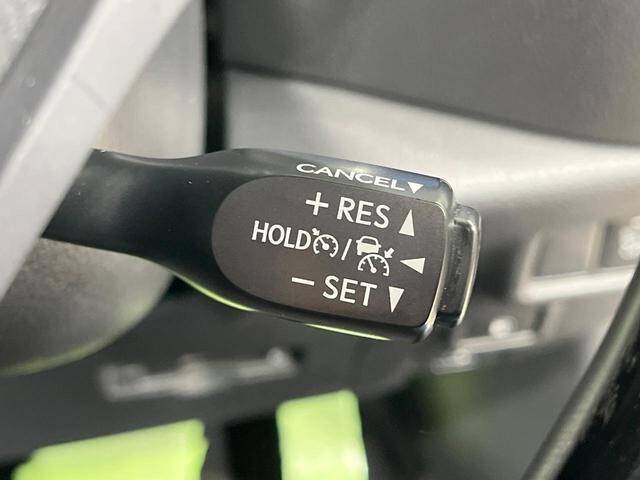 CANCEL▼
+ RES ▲
HOLD / ◀
− SET ▼